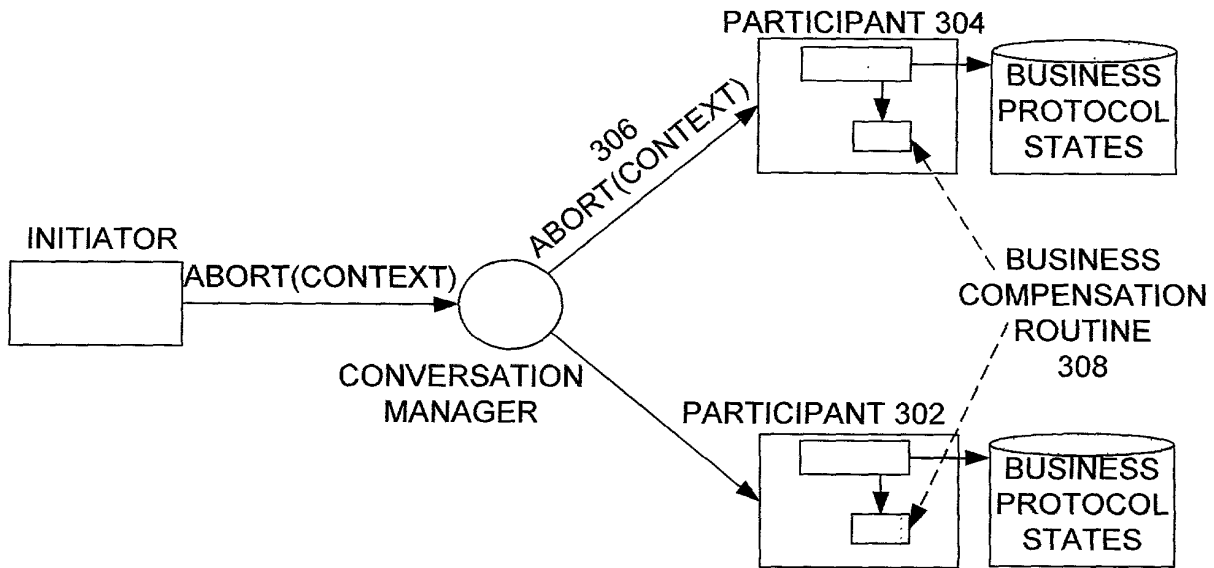 PARTICIPANT 304
BUSINESS
PROTOCOL
STATES
306
ABORT(CONTEXT)
INITIATOR
ABORT(CONTEXT)
CONVERSATION
MANAGER
BUSINESS
COMPENSATION
ROUTINE
308
PARTICIPANT 302
BUSINESS
PROTOCOL
STATES